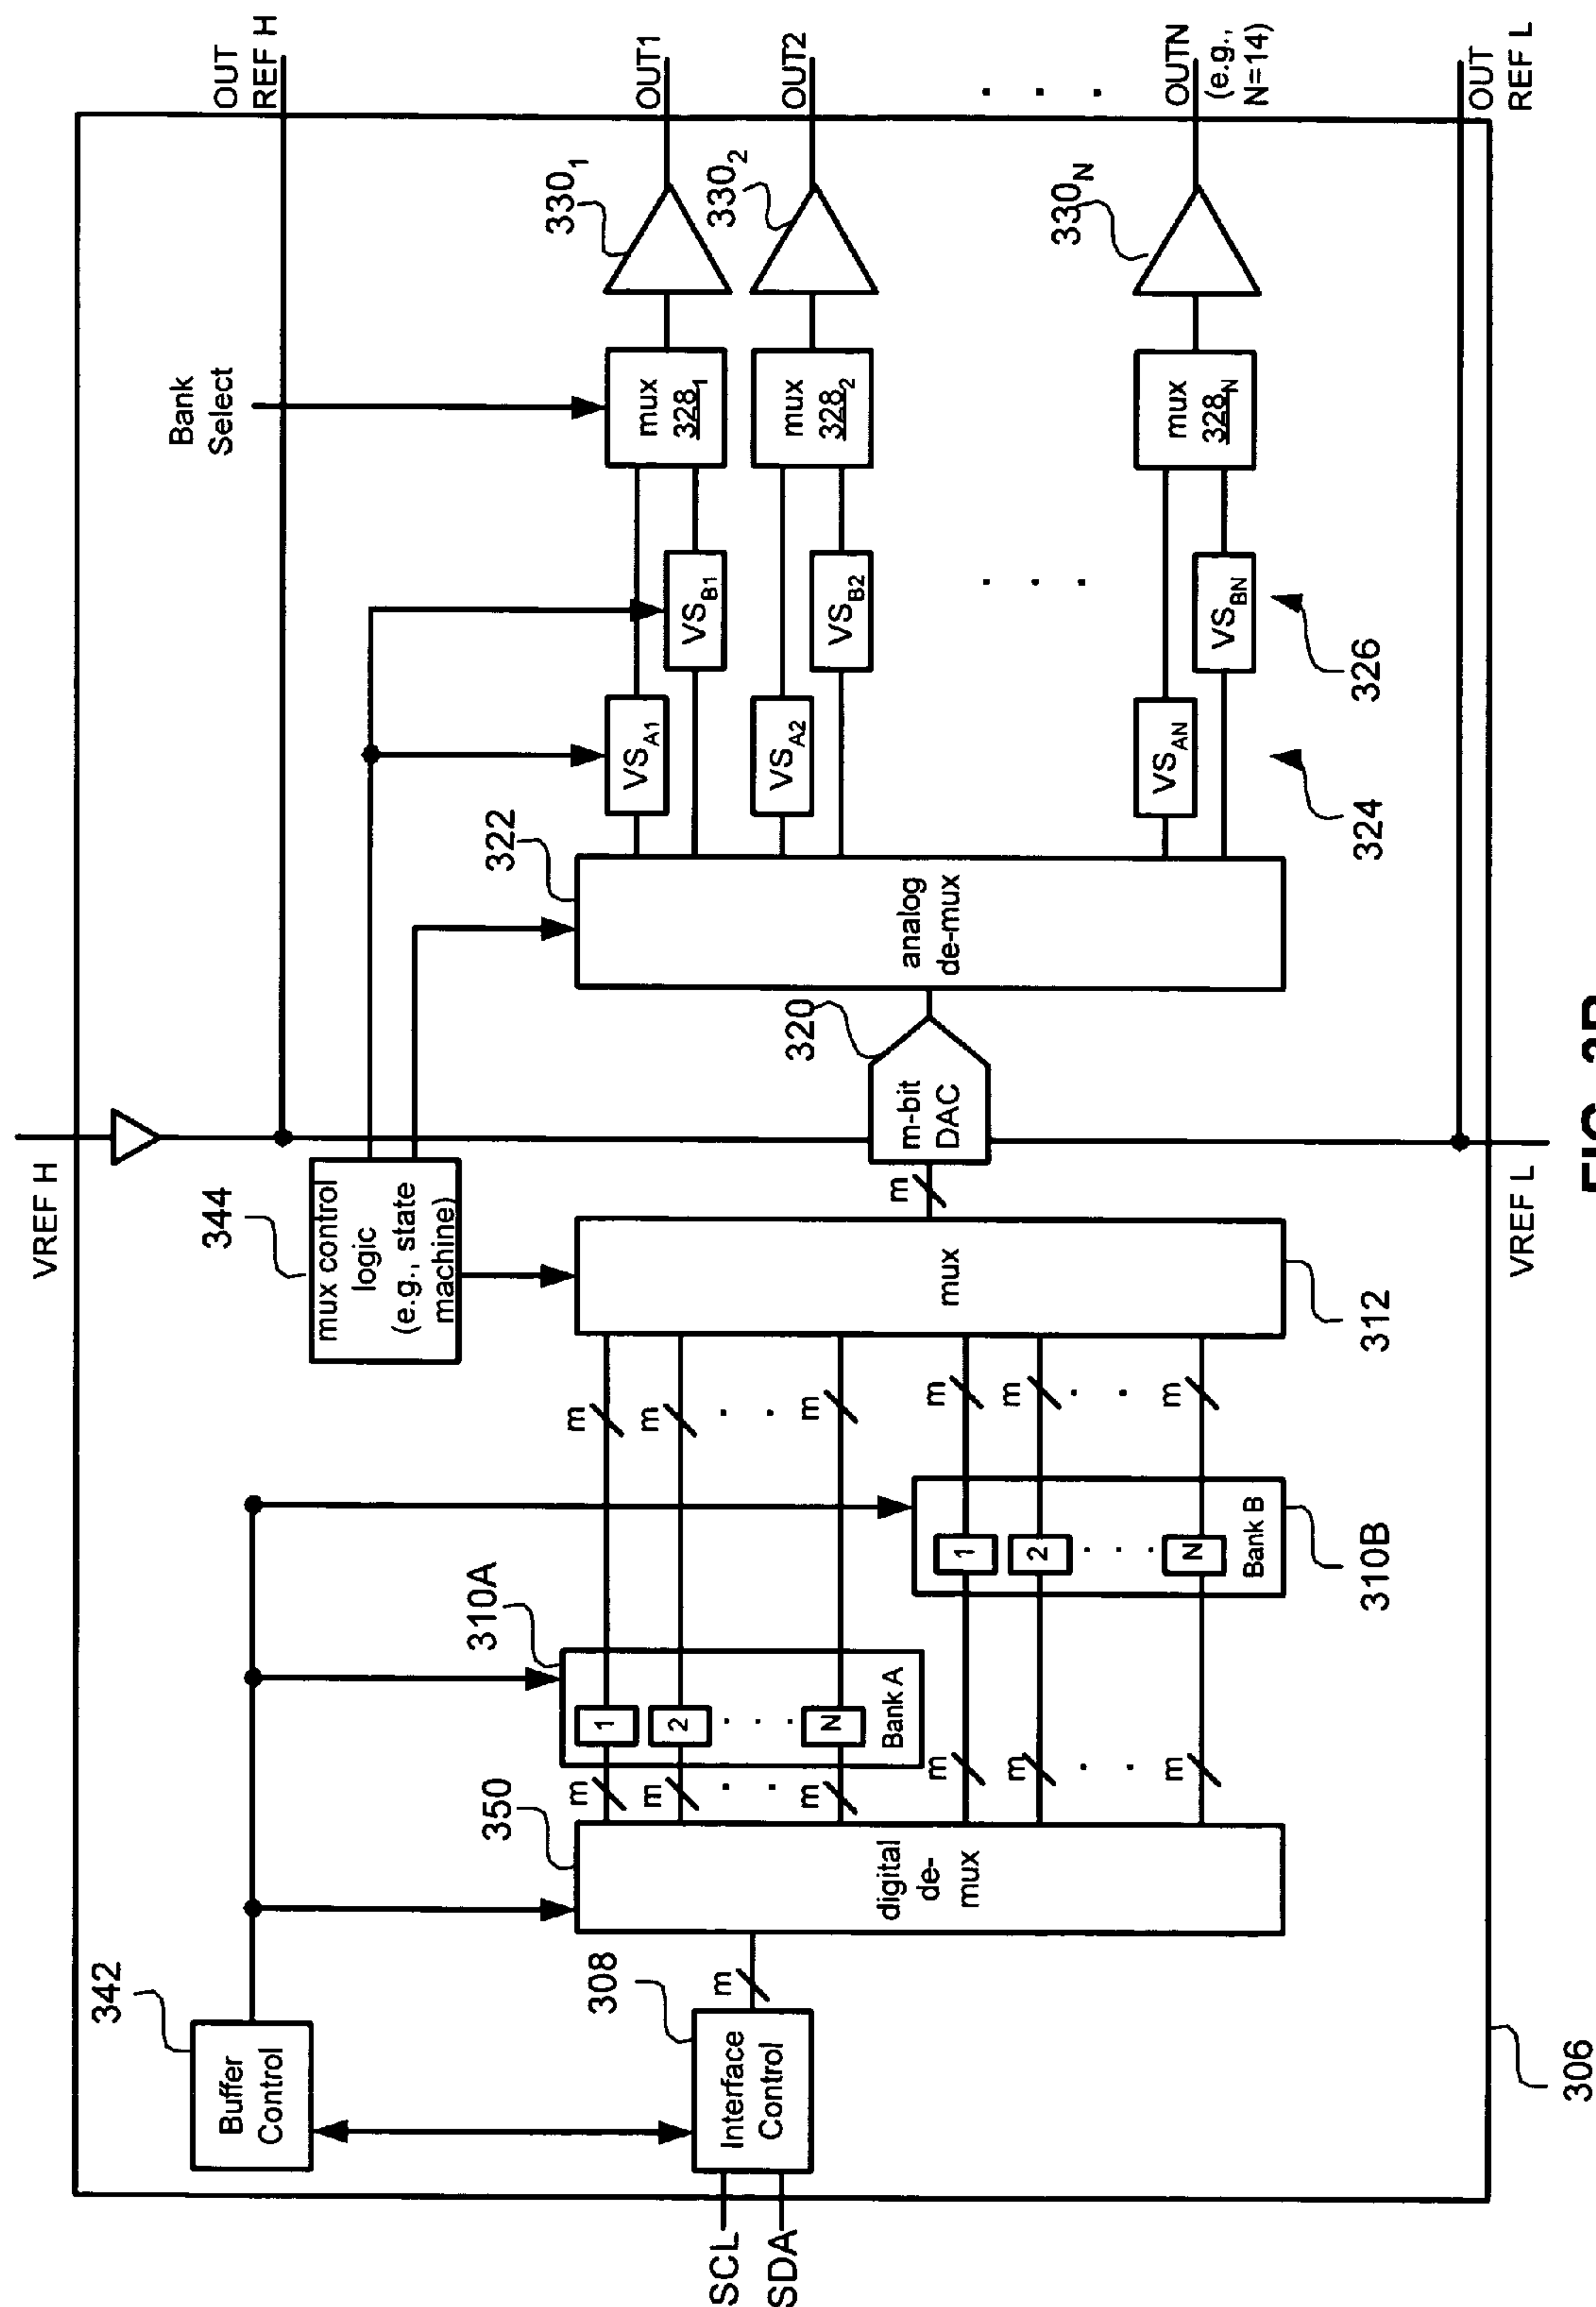 VREF H
OUT
REF H
Bank
Select
342
Buffer
Control
344
mux control
logic
(e.g., state
machine)
SCL
SDA
308
Interface
Control
m
350
digital
de-
mux
m
m
m
m
m
m
310A
1
2
N
Bank A
1
2
N
Bank B
310B
m
m
m
m
m
m
mux
312
m
m-bit
DAC
320
322
analog
de-mux
VSA1
VSB1
VSA2
VSB2
VSAN
VSBN
324
326
mux
3281
mux
3282
mux
328N
3301
3302
330N
OUT1
OUT2
OUTN
(e.g.,
N=14)
VREF L
OUT
REF L
306